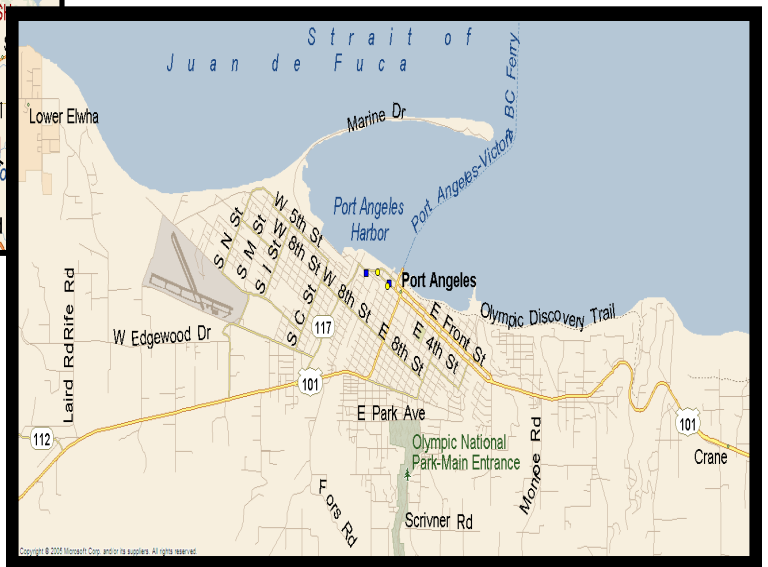 Strait of
Juan de Fuca
Lower Elwha
Marine Dr
Port Angeles-Victoria BC Ferry
Port Angeles
Harbor
W 5th St
S N St
S M St
S I St
W 8th St
W 8th St
S C St
117
Port Angeles
E Front St
E 4th St
E 8th St
Olympic Discovery Trail
Laird Rd
Rife Rd
W Edgewood Dr
101
E Park Ave
112
Olympic National
Park-Main Entrance
Monroe Rd
101
Crane
Fors Rd
Scrivner Rd
Copyright © 2005 Microsoft Corp. and/or its suppliers. All rights reserved.